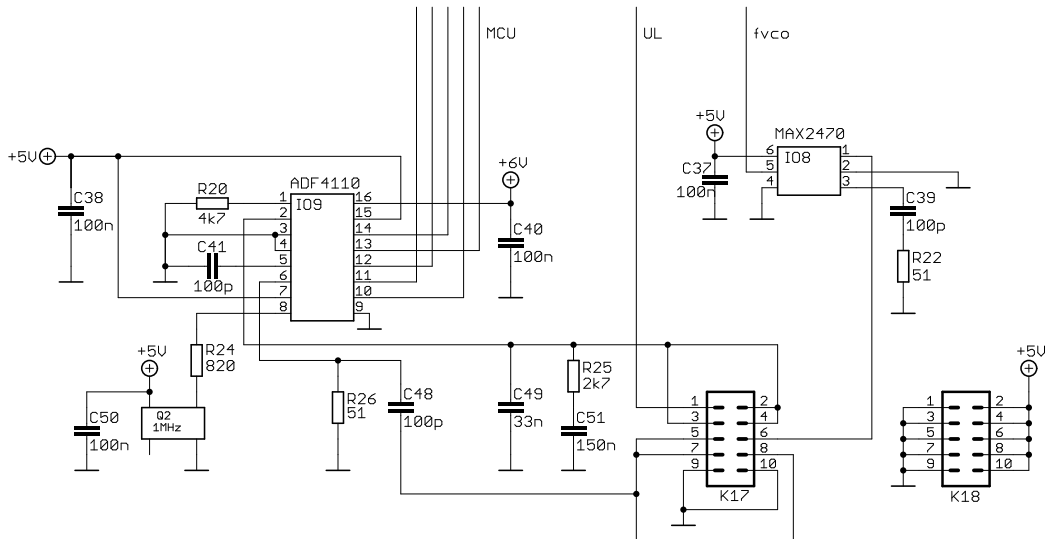 MCU
UL
fvco
+5V
MAX2470
6
5
4
IO8
1
2
3
C37
100n
+5V
+6V
C38
100n
R20
4k7
ADF4110
IO9
1
2
3
4
5
6
7
8
16
15
14
13
12
11
10
9
C41
100p
C40
100n
C39
100p
R22
51
+5V
R24
820
C50
100n
Q2
1MHz
R26
51
C48
100p
C49
33n
R25
2k7
C51
150n
1
3
5
7
9
2
4
6
8
10
K17
+5V
1
3
5
7
9
2
4
6
8
10
K18